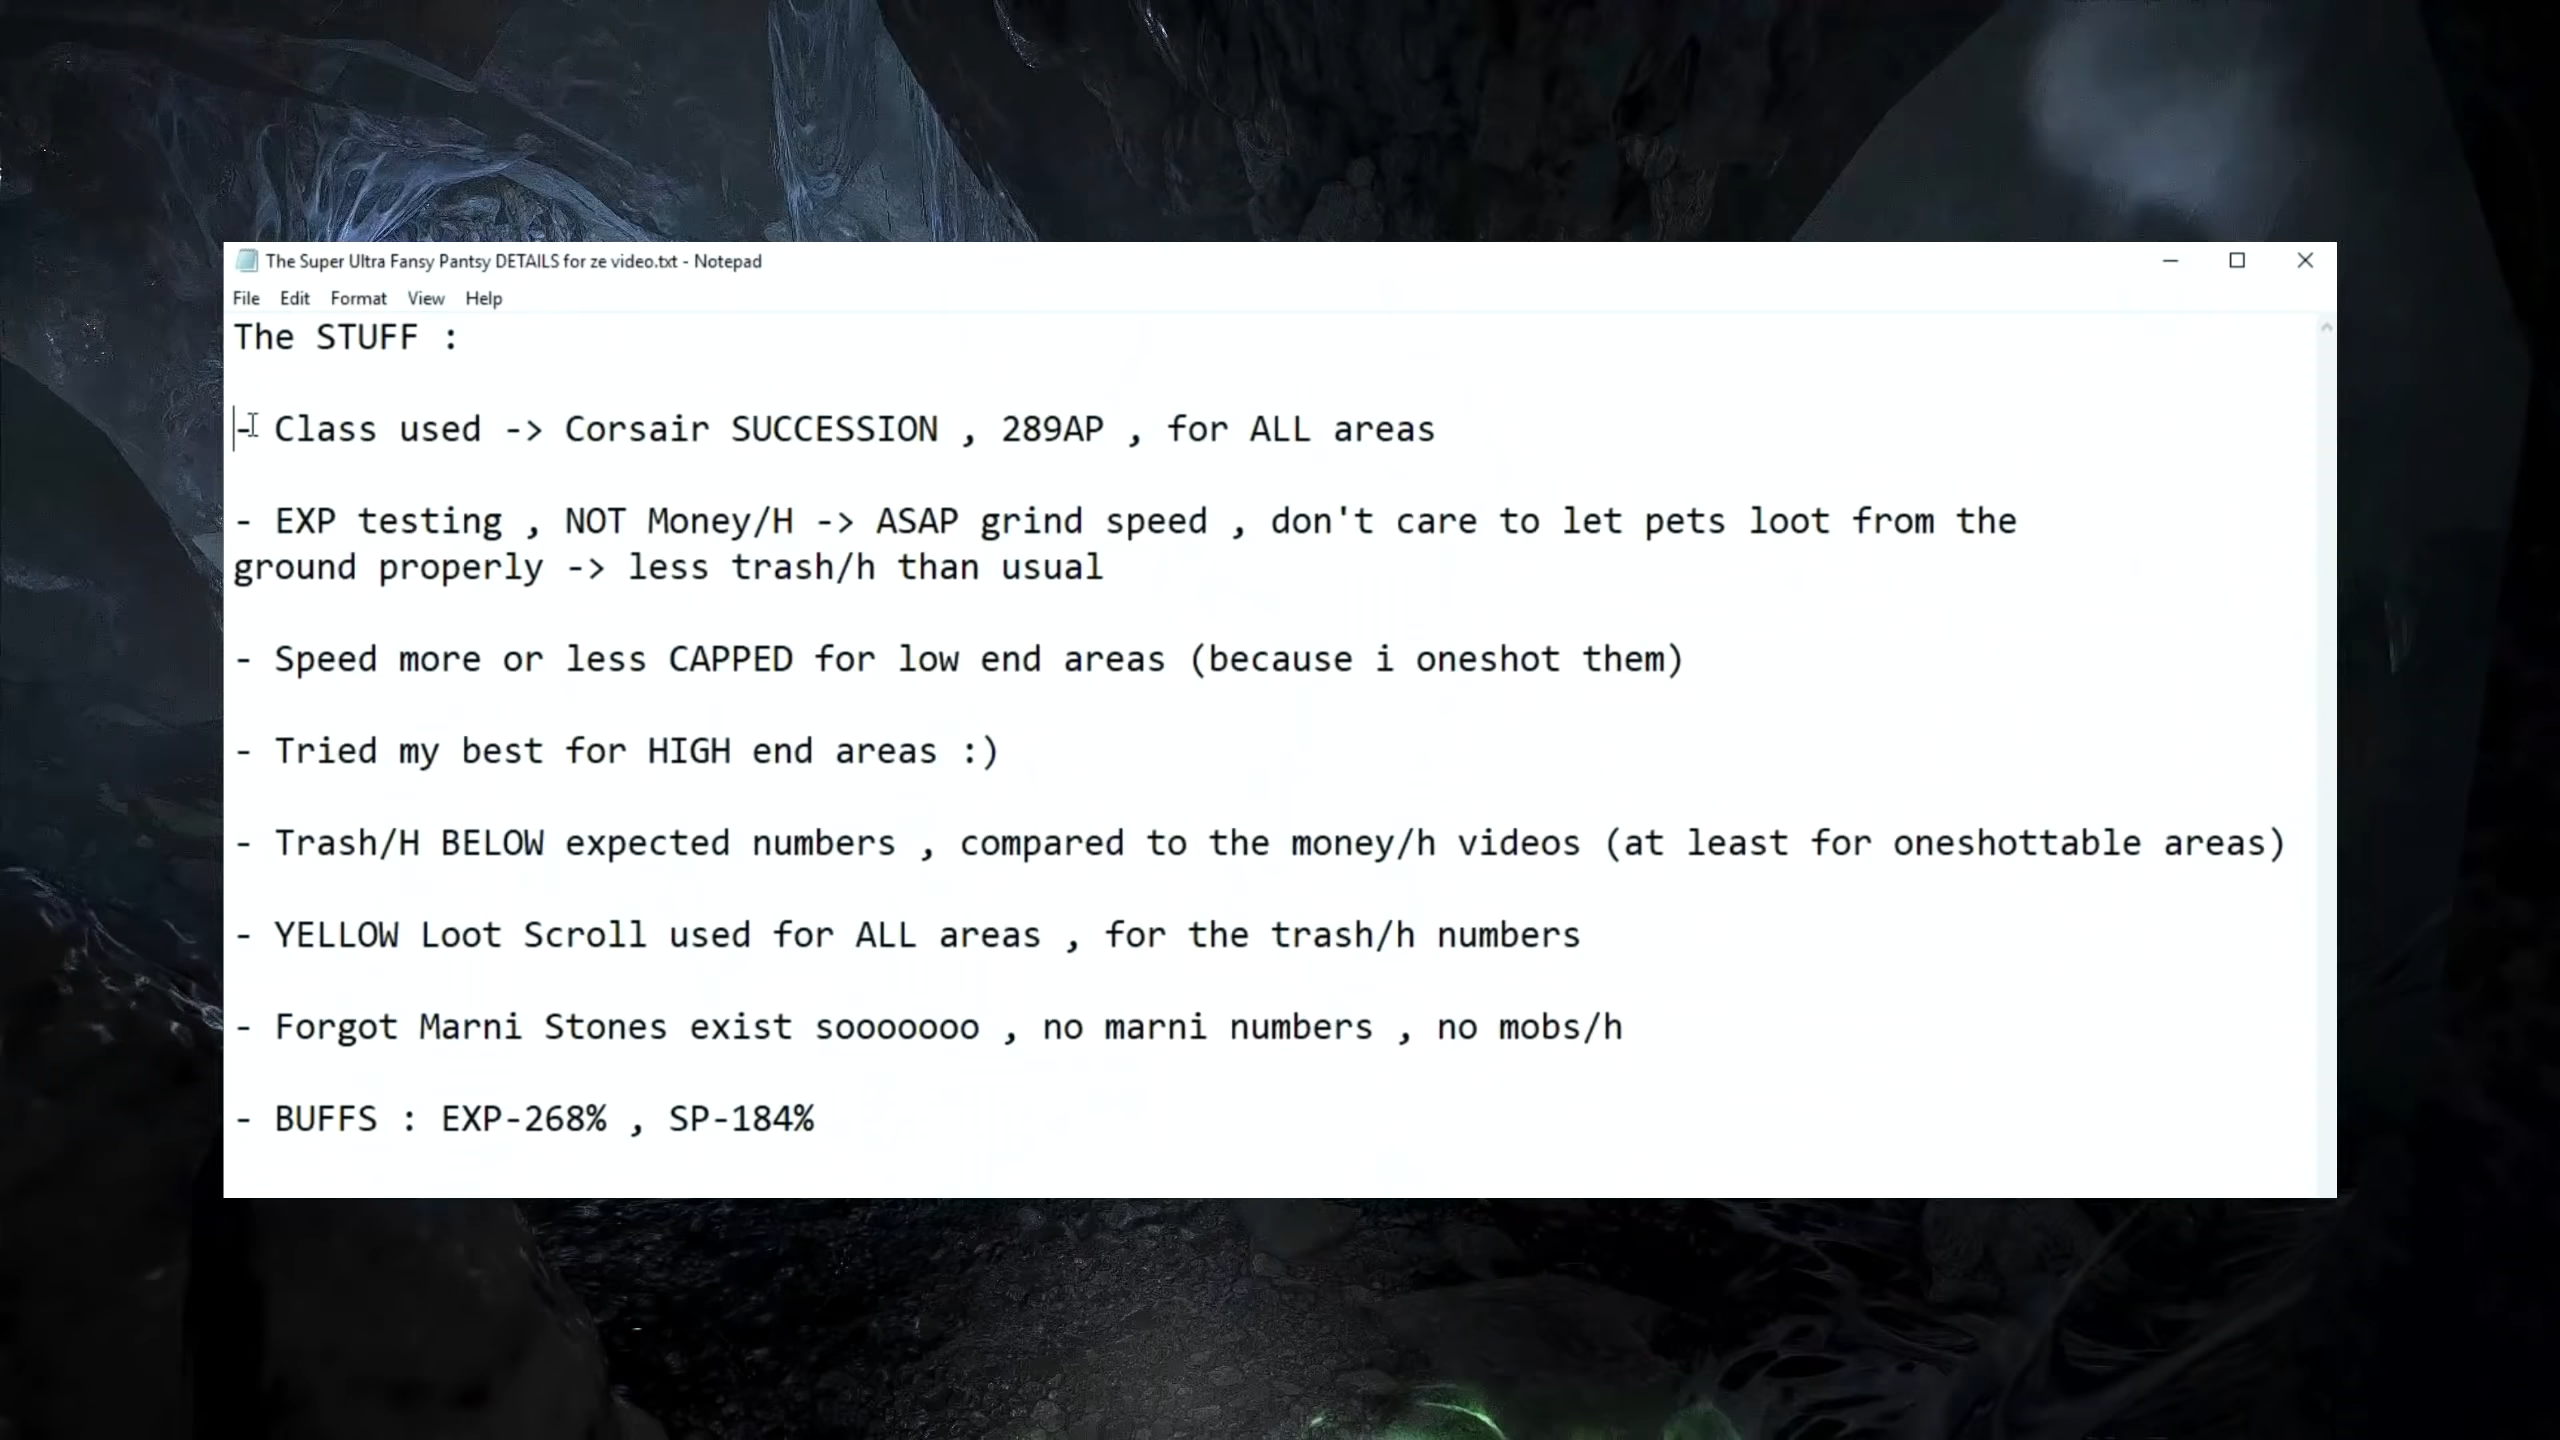 The Super Ultra Fansy Pantsy DETAILS for ze video.txt - Notepad
File Edit Format View Help
The STUFF :
- Class used -> Corsair SUCCESSION , 289AP , for ALL areas
- EXP testing , NOT Money/H -> ASAP grind speed , don't care to let pets loot from the
ground properly -> less trash/h than usual
- Speed more or less CAPPED for low end areas (because i oneshot them)
- Tried my best for HIGH end areas :)
- Trash/H BELOW expected numbers , compared to the money/h videos (at least for oneshottable areas)
- YELLOW Loot Scroll used for ALL areas , for the trash/h numbers
- Forgot Marni Stones exist sooooooo , no marni numbers , no mobs/h
- BUFFS : EXP-268% , SP-184%